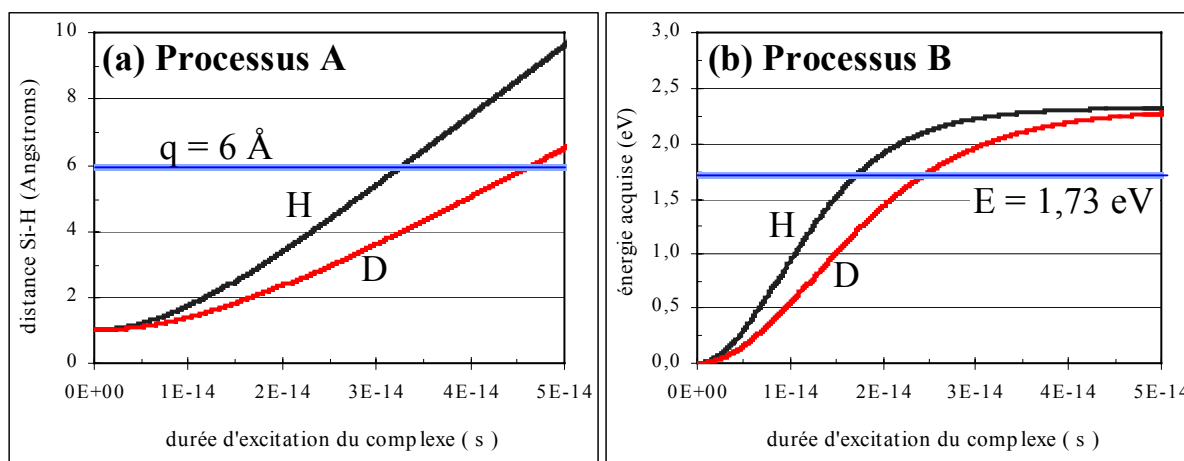 (a) Processus A
distance Si-H (Angstroms)
10
8
6
4
2
0
q = 6 Å
H
D
0E+00 1E-14 2E-14 3E-14 4E-14 5E-14
durée d'excitation du complexe ( s )
(b) Processus B
énergie acquise (eV)
3,0
2,5
2,0
1,5
1,0
0,5
0,0
E = 1,73 eV
H
D
0E+00 1E-14 2E-14 3E-14 4E-14 5E-14
durée d'excitation du complexe ( s )